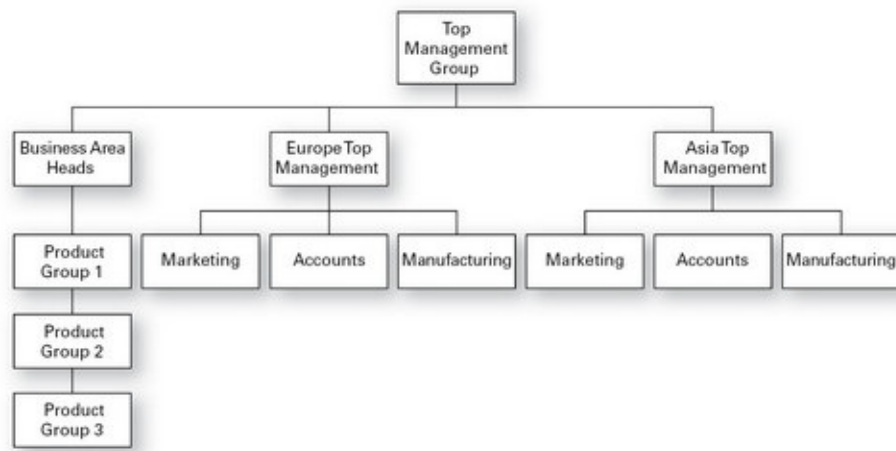 Top
Management
Group
Business Area
Heads
Europe Top
Management
Asia Top
Management
Product
Group 1
Marketing
Accounts
Manufacturing
Marketing
Accounts
Manufacturing
Product
Group 2
Product
Group 3